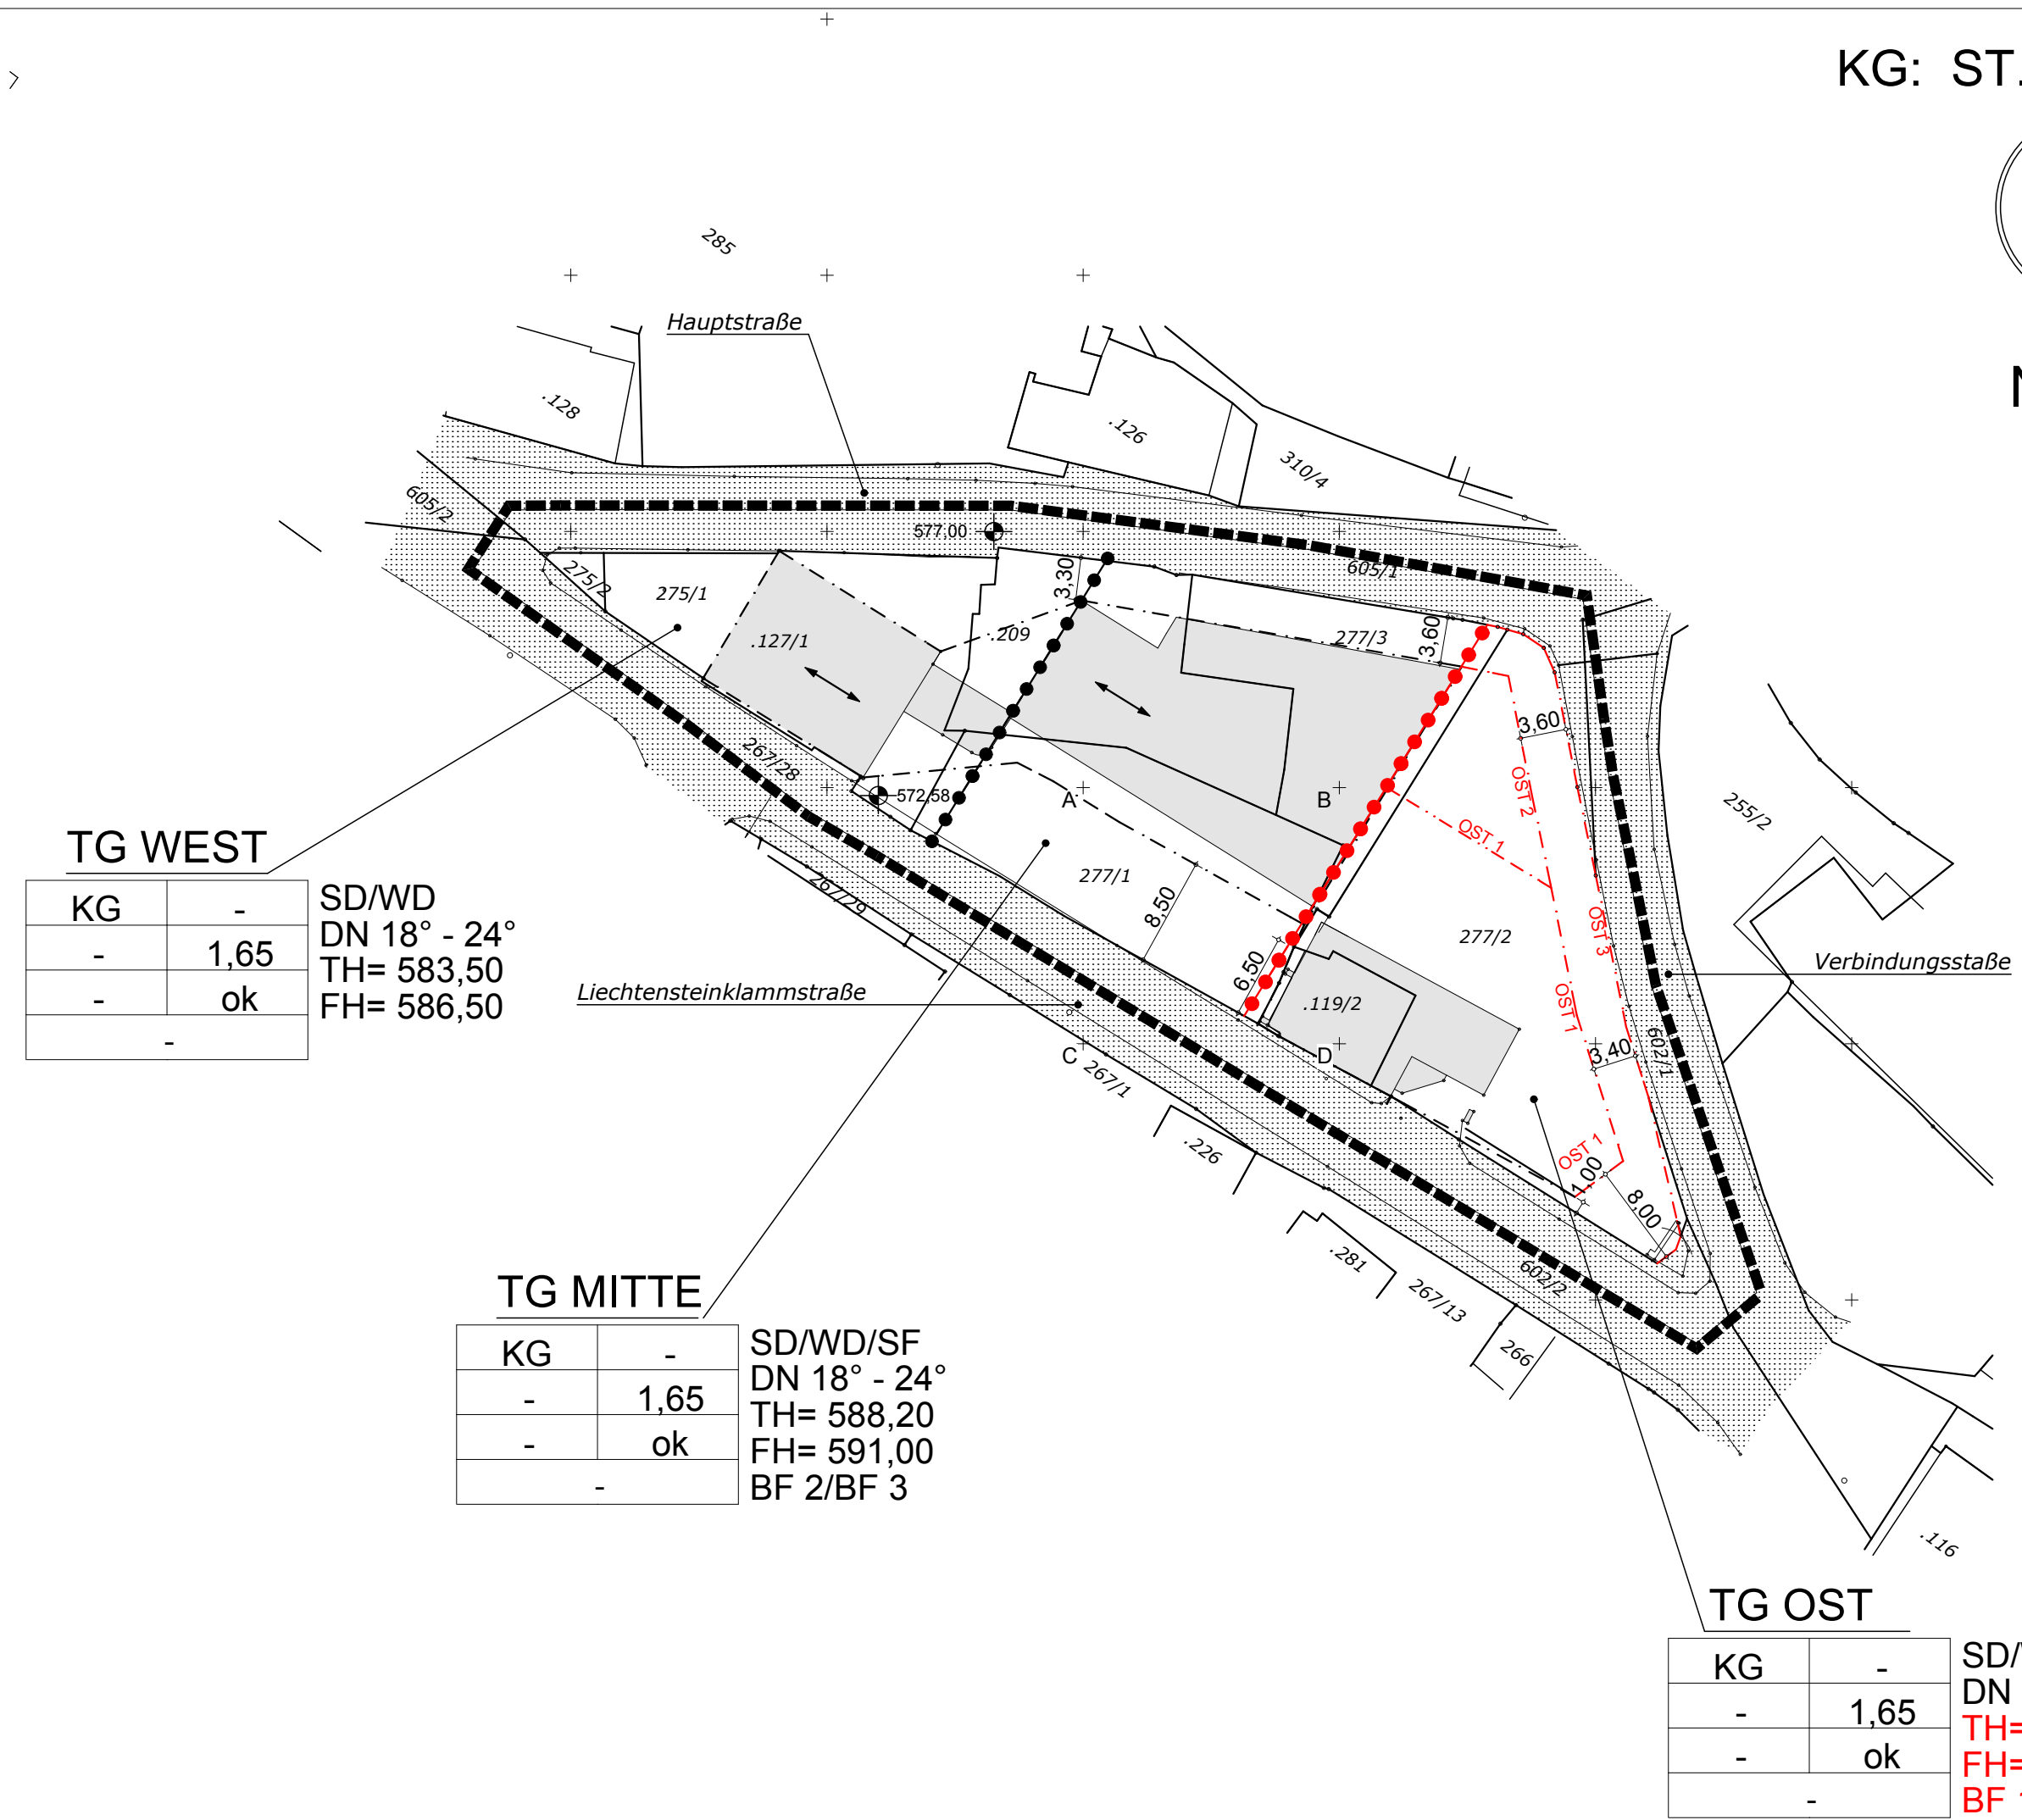 KG: ST.
285
Hauptstraße
.128
.126
310/4
605/2
577,00
605/1
275/2
275/1
3,30
.127/1
.209
277/3
3,60
3,60
267/28
572,58
A
B
OST 2
OST 1
255/2
TG WEST
KG -
- 1,65
- ok
-
SD/WD
DN 18° - 24°
TH= 583,50
FH= 586,50
267/29
277/1
8,50
277/2
OST 3
Verbindungsstaße
Liechtensteinklammstraße
6,50
.119/2
OST 1
C
D
3,40
602/1
267/1
.226
OST 1
1,00
8,00
.281
267/13
602/2
266
TG MITTE
KG -
- 1,65
- ok
-
SD/WD/SF
DN 18° - 24°
TH= 588,20
FH= 591,00
BF 2/BF 3
.116
TG OST
KG -
- 1,65
- ok
-
DN
TH=
FH=
BF